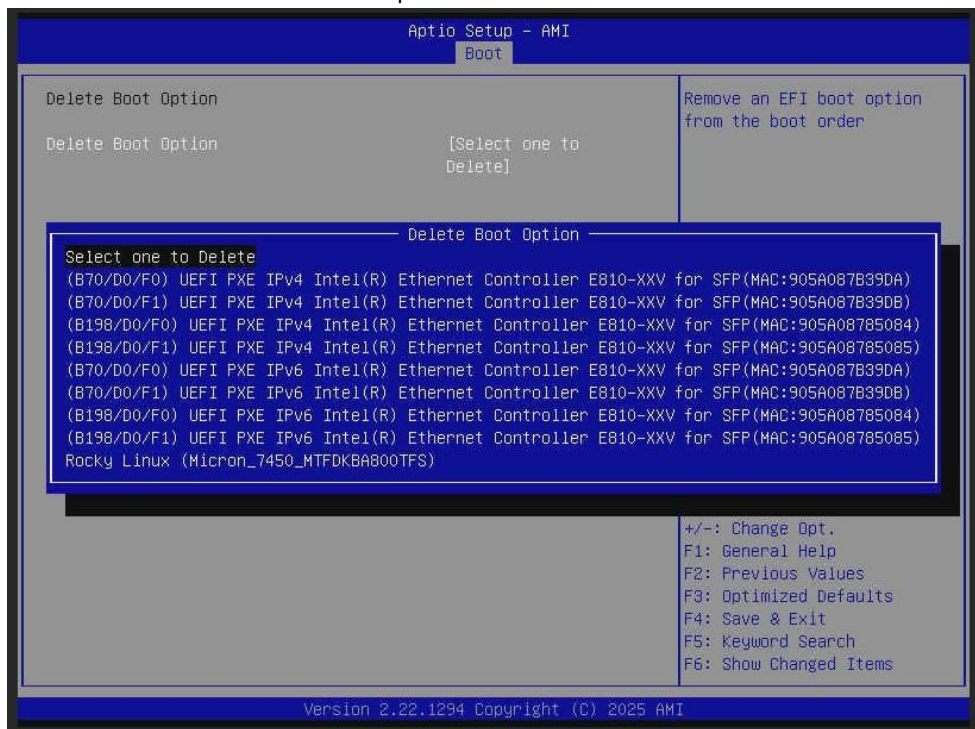 Aptio Setup - AMI
Boot
Delete Boot Option
Delete Boot Option [Select one to
Delete]
Remove an EFI boot option
from the boot order
Delete Boot Option
Select one to Delete
(B70/D0/F0) UEFI PXE IPv4 Intel(R) Ethernet Controller E810-XXV for SFP(MAC:905A087B39DA)
(B70/D0/F1) UEFI PXE IPv4 Intel(R) Ethernet Controller E810-XXV for SFP(MAC:905A087B39DB)
(B198/D0/F0) UEFI PXE IPv4 Intel(R) Ethernet Controller E810-XXV for SFP(MAC:905A08785084)
(B198/D0/F1) UEFI PXE IPv4 Intel(R) Ethernet Controller E810-XXV for SFP(MAC:905A08785085)
(B70/D0/F0) UEFI PXE IPv6 Intel(R) Ethernet Controller E810-XXV for SFP(MAC:905A087B39DA)
(B70/D0/F1) UEFI PXE IPv6 Intel(R) Ethernet Controller E810-XXV for SFP(MAC:905A087B39DB)
(B198/D0/F0) UEFI PXE IPv6 Intel(R) Ethernet Controller E810-XXV for SFP(MAC:905A08785084)
(B198/D0/F1) UEFI PXE IPv6 Intel(R) Ethernet Controller E810-XXV for SFP(MAC:905A08785085)
Rocky Linux (Micron_7450_MTFDKBA800TFS)
+/-: Change Opt.
F1: General Help
F2: Previous Values
F3: Optimized Defaults
F4: Save & Exit
F5: Keyword Search
F6: Show Changed Items
Version 2.22.1294 Copyright (C) 2025 AMI